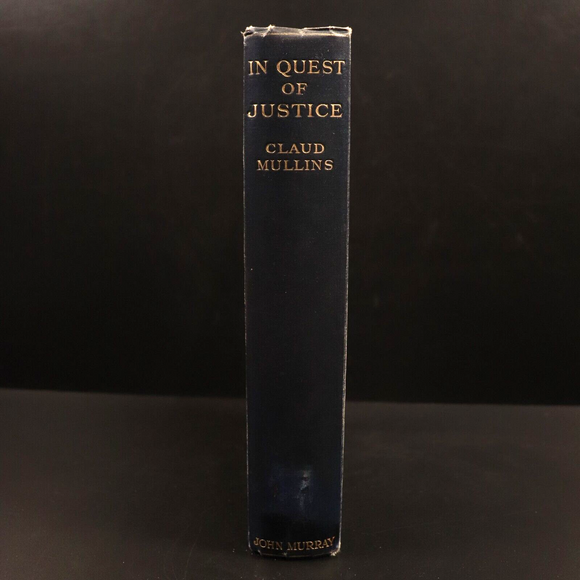 IN QUEST
OF
JUSTICE
CLAUD
MULLINS
JOHN MURRAY